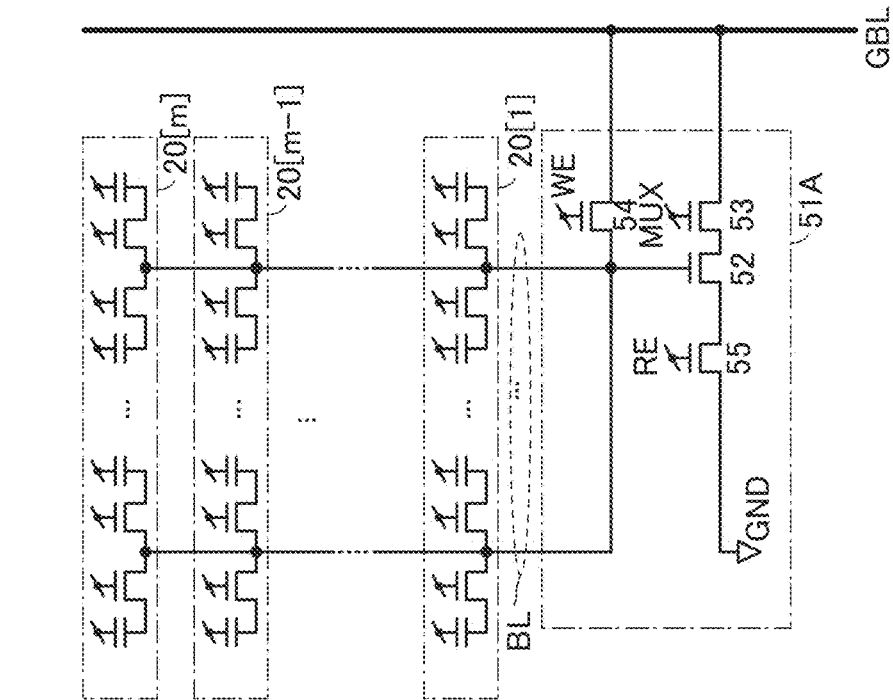 GBL
20[m]
20[m-1]
20[1]
WE
54
MUX
53
51A
52
RE
55
GND
BL